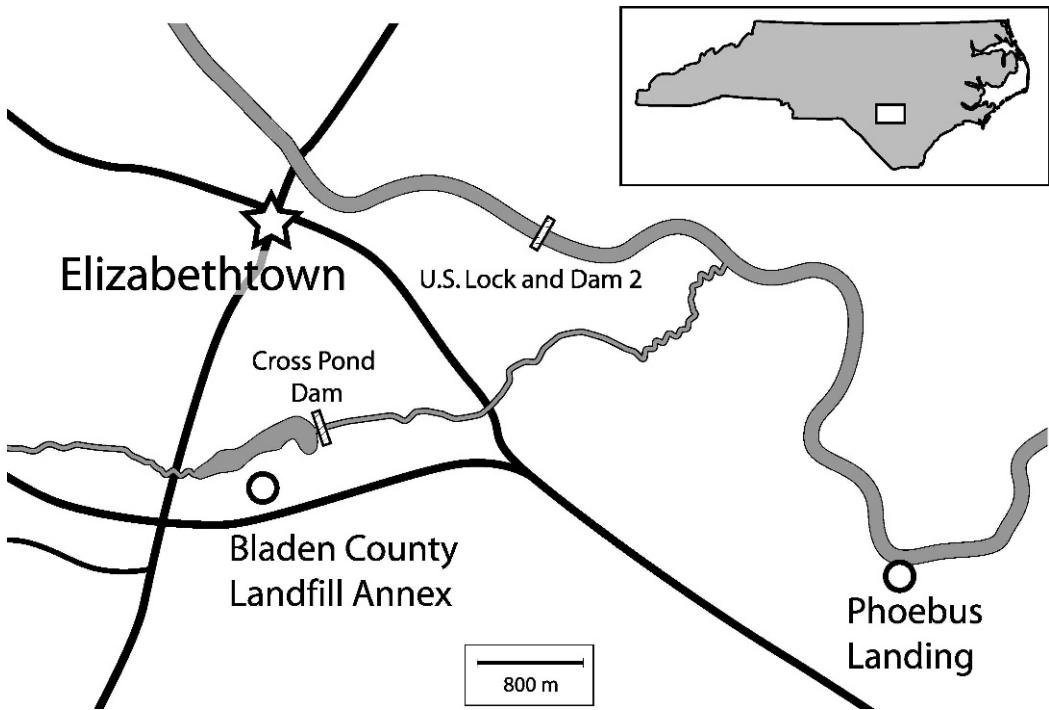 Elizabethtown
U.S. Lock and Dam 2
Cross Pond
Dam
Bladen County
Landfill Annex
Phoebus
Landing
800 m